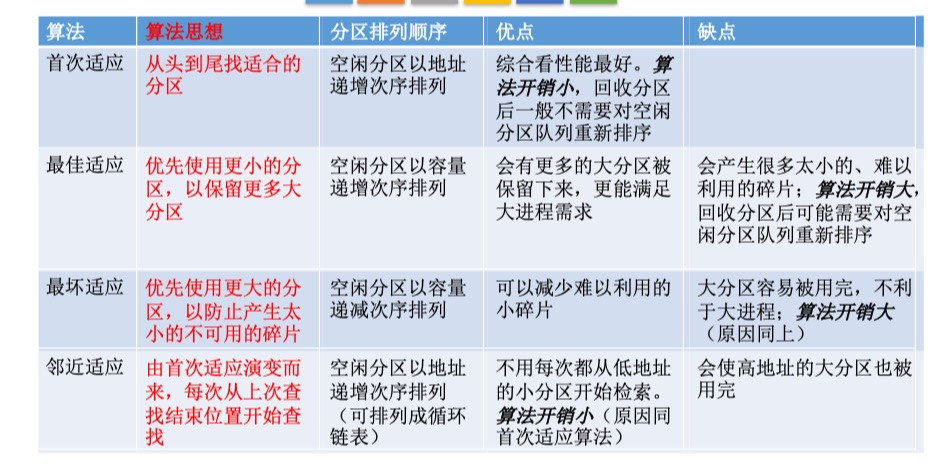 算法 算法思想 分区排列顺序 优点 缺点
首次适应
从头到尾找适合的
分区
空闲分区以地址
递增次序排列
综合看性能最好。算
法开销小，回收分区
后一般不需要对空闲
分区队列重新排序
最佳适应
优先使用更小的分
区，以保留更多大
分区
空闲分区以容量
递增次序排列
会有更多的大分区被
保留下来，更能满足
大进程需求
会产生很多太小的、难以
利用的碎片；算法开销大，
回收分区后可能需要对空
闲分区队列重新排序
最坏适应
优先使用更大的分
区，以防止产生太
小的不可用的碎片
空闲分区以容量
递减次序排列
可以减少难以利用的
小碎片
大分区容易被用完，不利
于大进程；算法开销大
（原因同上）
邻近适应
由首次适应演变而
来，每次从上次查
找结束位置开始查
找
空闲分区以地址
递增次序排列
（可排列成循环
链表）
不用每次都从低地址
的小分区开始检索。
算法开销小（原因同
首次适应算法）
会使高地址的大分区也被
用完